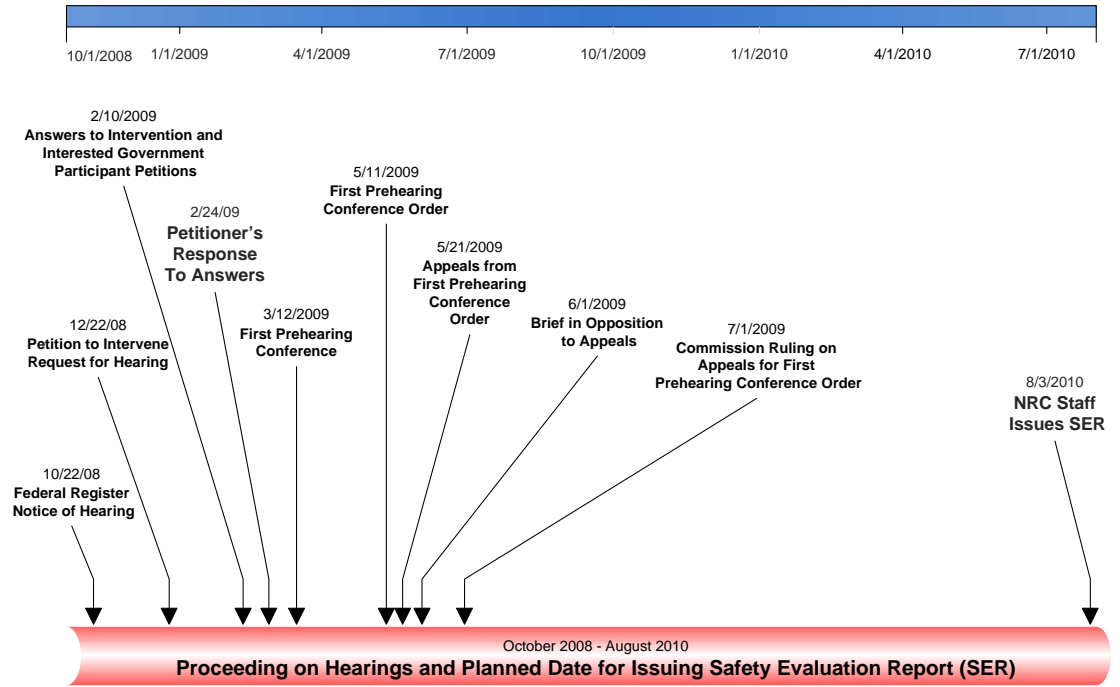 10/1/2008
1/1/2009
4/1/2009
7/1/2009
10/1/2009
1/1/2010
4/1/2010
7/1/2010
2/10/2009
Answers to Intervention and
Interested Government
Participant Petitions
5/11/2009
First Prehearing
Conference Order
2/24/09
Petitioner’s
Response
To Answers
5/21/2009
Appeals from
First Prehearing
Conference
Order
12/22/08
Petition to Intervene
Request for Hearing
3/12/2009
First Prehearing
Conference
6/1/2009
Brief in Opposition
to Appeals
7/1/2009
Commission Ruling on
Appeals for First
Prehearing Conference Order
8/3/2010
NRC Staff
Issues SER
10/22/08
Federal Register
Notice of Hearing
October 2008 - August 2010
Proceeding on Hearings and Planned Date for Issuing Safety Evaluation Report (SER)